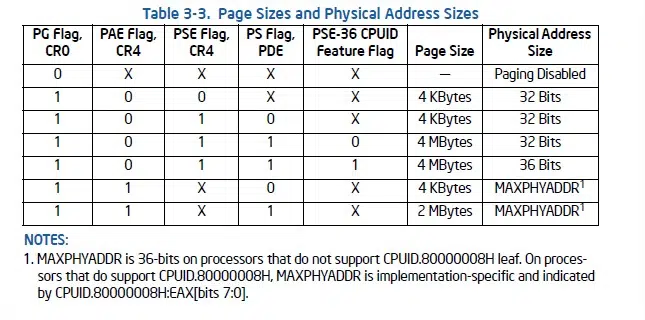 Table 3-3. Page Sizes and Physical Address Sizes
PG Flag, CR0 PAE Flag, CR4 PSE Flag, CR4 PS Flag, PDE PSE-36 CPUID Feature Flag Page Size Physical Address Size
0 X X X X — Paging Disabled
1 0 0 X X 4 KBytes 32 Bits
1 0 1 0 X 4 KBytes 32 Bits
1 0 1 1 0 4 MBytes 32 Bits
1 0 1 1 1 4 MBytes 36 Bits
1 1 X 0 X 4 KBytes MAXPHYADDR1
1 1 X 1 X 2 MBytes MAXPHYADDR1
NOTES:
1. MAXPHYADDR is 36-bits on processors that do not support CPUID.80000008H leaf. On proces-
sors that do support CPUID.80000008H, MAXPHYADDR is implementation-specific and indicated
by CPUID.80000008H:EAX[bits 7:0].